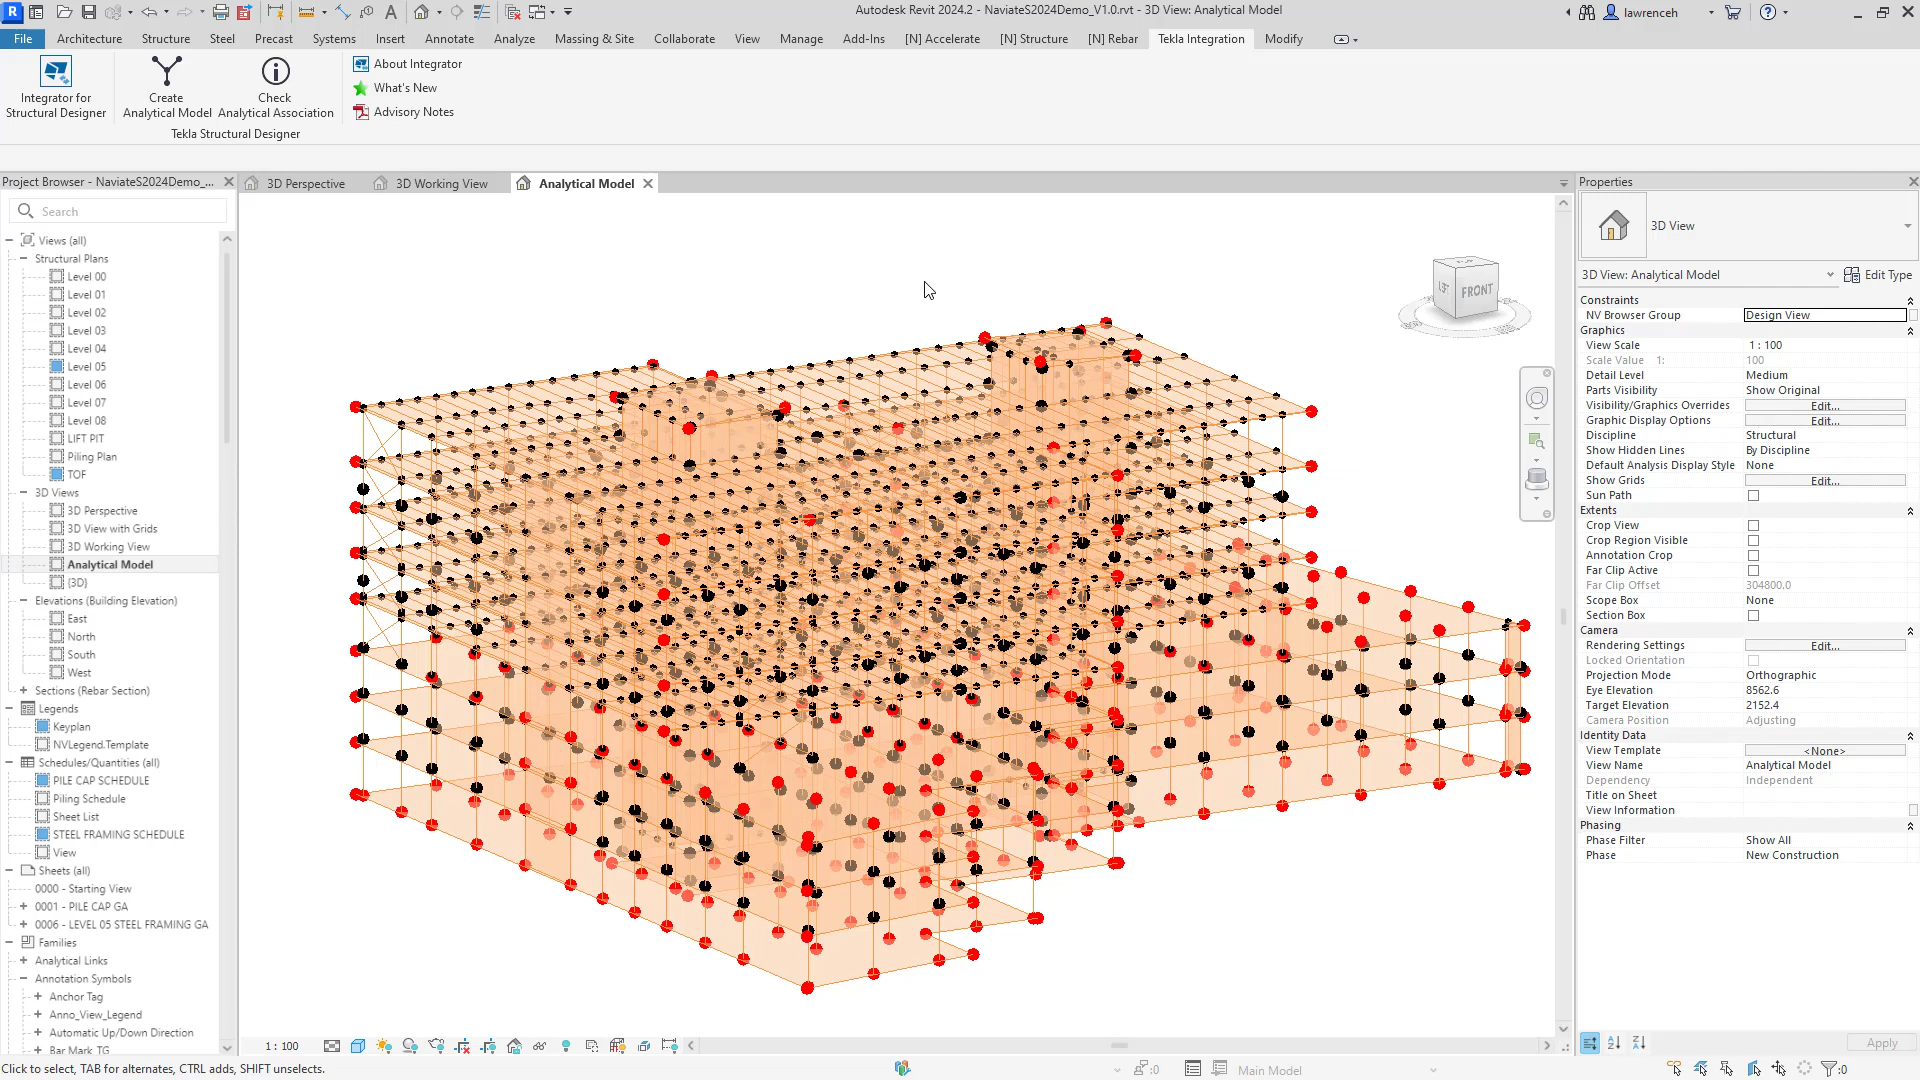 Autodesk Revit 2024.2 - NaviateS2024Demo_V1.0.rvt - 3D View: Analytical Model
lawrenceh
File Architecture Structure Steel Precast Systems Insert Annotate Analyze Massing & Site Collaborate View Manage Add-Ins [N] Accelerate [N] Structure [N] Rebar Tekla Integration Modify
Integrator for
Structural Designer
Create
Analytical Model
Check
Analytical Association
About Integrator
What's New
Advisory Notes
Tekla Structural Designer
Project Browser - NaviateS2024Demo_...
3D Perspective
3D Working View
Analytical Model
Search
Views (all)
Structural Plans
Level 00
Level 01
Level 02
Level 03
Level 04
Level 05
Level 06
Level 07
Level 08
LIFT PIT
Piling Plan
TOF
3D Views
3D Perspective
3D View with Grids
3D Working View
Analytical Model
{3D}
Elevations (Building Elevation)
East
North
South
West
Sections (Rebar Section)
Legends
Keyplan
NVLegend.Template
Schedules/Quantities (all)
PILE CAP SCHEDULE
Piling Schedule
Sheet List
STEEL FRAMING SCHEDULE
View
Sheets (all)
0000 - Starting View
0001 - PILE CAP GA
0006 - LEVEL 05 STEEL FRAMING GA
Families
Analytical Links
Annotation Symbols
Anchor Tag
Anno_View_Legend
Automatic Up/Down Direction
Bar Mark_TG
FRONT
Properties
3D View
3D View: Analytical Model
Edit Type
Constraints
NV Browser Group Design View
Graphics
View Scale 1 : 100
Scale Value 1: 100
Detail Level Medium
Parts Visibility Show Original
Visibility/Graphics Overrides Edit...
Graphic Display Options Edit...
Discipline Structural
Show Hidden Lines By Discipline
Default Analysis Display Style None
Show Grids Edit...
Sun Path
Extents
Crop View
Crop Region Visible
Annotation Crop
Far Clip Active
Far Clip Offset 304800.0
Scope Box None
Section Box
Camera
Rendering Settings Edit...
Locked Orientation
Projection Mode Orthographic
Eye Elevation 8562.6
Target Elevation 2152.4
Camera Position Adjusting
Identity Data
View Template <None>
View Name Analytical Model
Dependency Independent
Title on Sheet
View Information
Phasing
Phase Filter Show All
Phase New Construction
Apply
1 : 100
Click to select, TAB for alternates, CTRL adds, SHIFT unselects.
:0
Main Model
:0